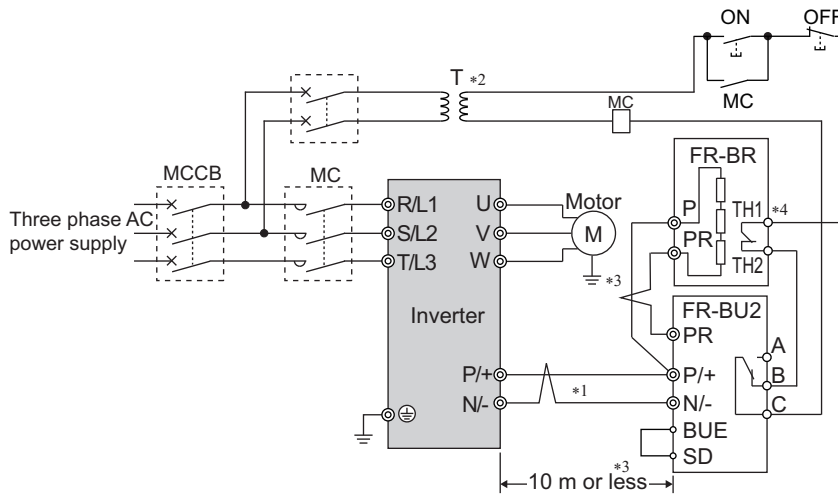 ON
OFF
T *2
MC
MC
MCCB
MC
FR-BR
Three phase AC
power supply
R/L1
S/L2
T/L3
U
V
W
Motor
M
*3
P
PR
TH1
*4
TH2
Inverter
FR-BU2
PR
P/+
P/+
N/-
N/-
*1
A
B
C
BUE
SD
*3
10 m or less